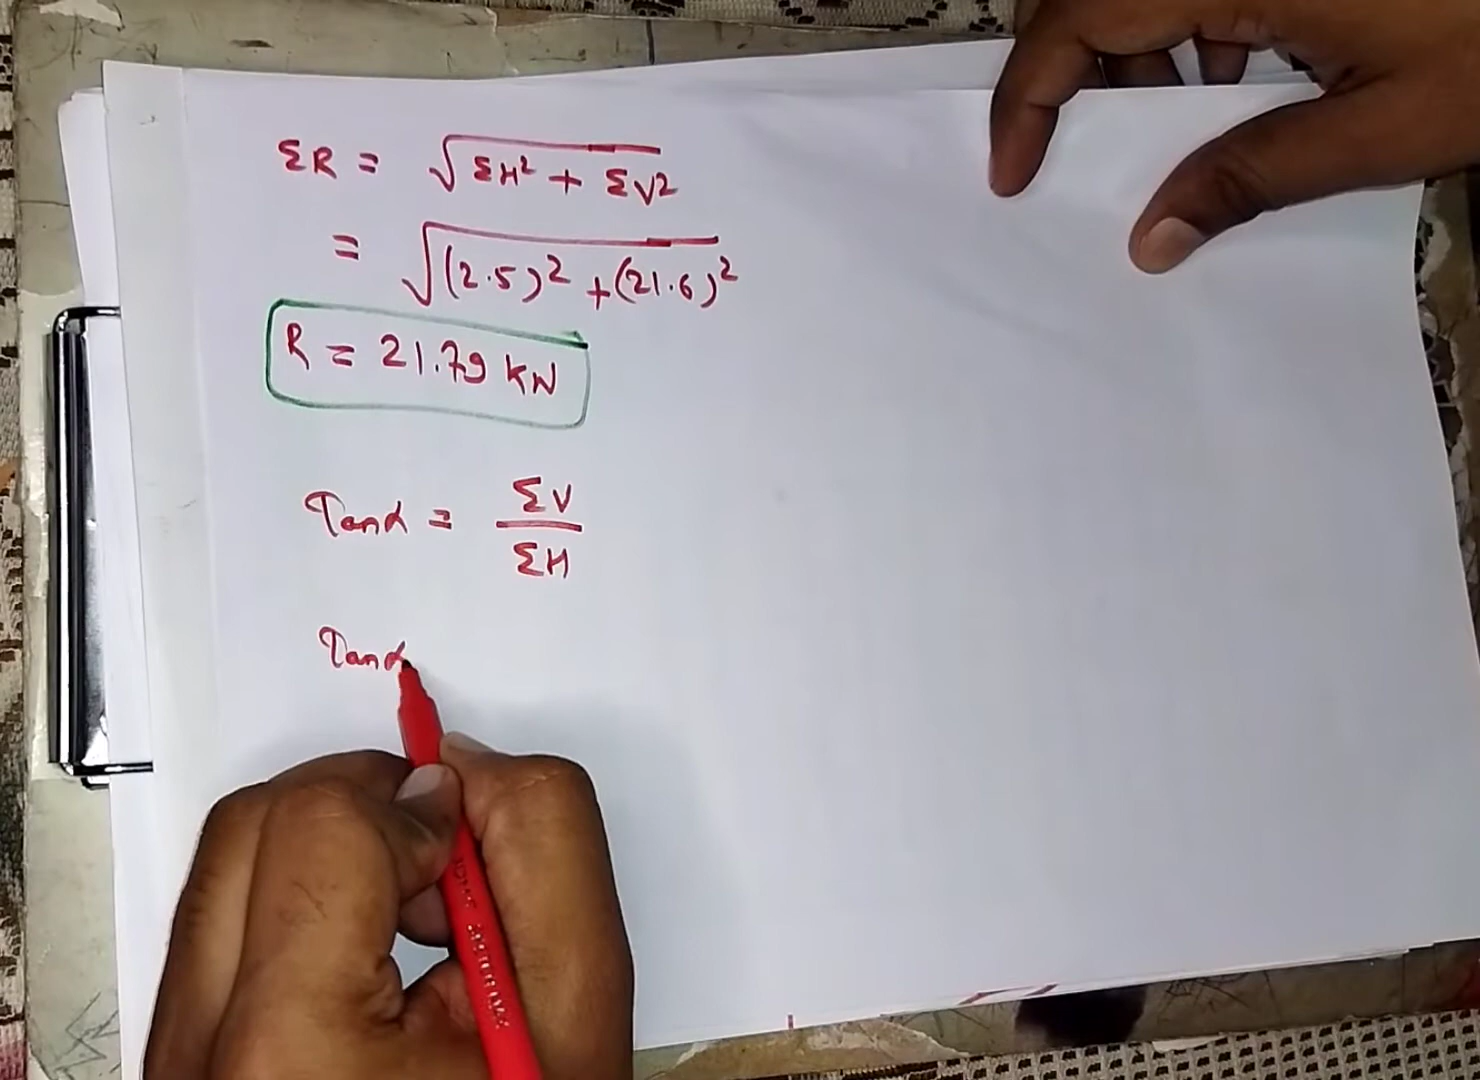 ΣR = √ΣH² + ΣV²
= √(2.5)² + (21.6)²
R = 21.79 KN
Tanα = ΣV/ΣH
Tanα